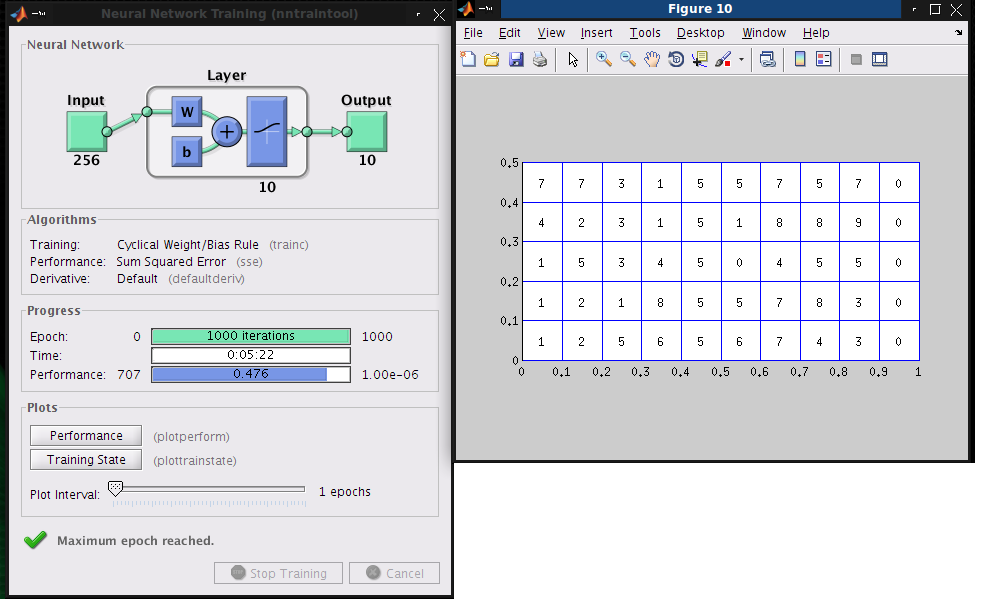 Neural Network Training (nntraintool)
Neural Network
Layer
Input
W
b
+
Output
256
10
10
Algorithms
Training: Cyclical Weight/Bias Rule (trainc)
Performance: Sum Squared Error (sse)
Derivative: Default (defaultderiv)
Progress
Epoch: 0 1000 iterations 1000
Time: 0:05:22
Performance: 707 0.476 1.00e-06
Plots
Performance (plotperform)
Training State (plottrainstate)
Plot Interval: 1 epochs
Maximum epoch reached.
Stop Training Cancel
Figure 10
File Edit View Insert Tools Desktop Window Help
0.5
7 7 3 1 5 5 7 5 7 0
0.4
4 2 3 1 5 1 8 8 9 0
0.3
1 5 3 4 5 0 4 5 5 0
0.2
1 2 1 8 5 5 7 8 3 0
0.1
1 2 5 6 5 6 7 4 3 0
0
0 0.1 0.2 0.3 0.4 0.5 0.6 0.7 0.8 0.9 1